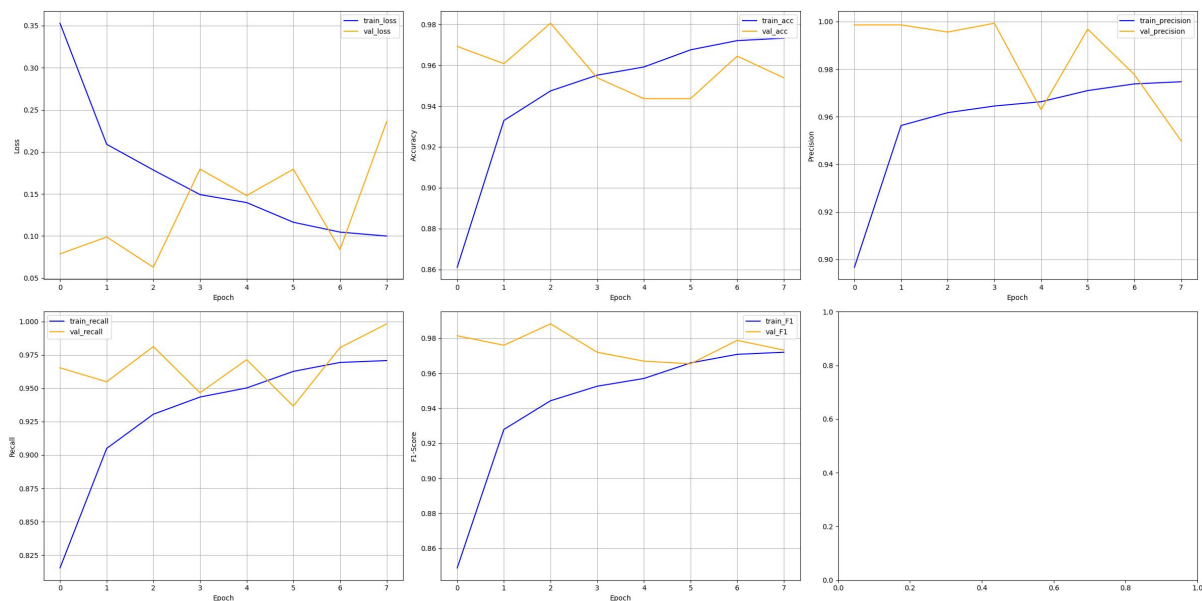 train_loss
val_loss
0.35
0.30
0.25
0.20
0.15
0.10
0.05
Loss
0 1 2 3 4 5 6 7
Epoch
train_acc
val_acc
0.98
0.96
0.94
0.92
0.90
0.88
0.86
Accuracy
0 1 2 3 4 5 6 7
Epoch
train_precision
val_precision
1.00
0.98
0.96
0.94
0.92
0.90
Precision
0 1 2 3 4 5 6 7
Epoch
train_recall
val_recall
1.000
0.975
0.950
0.925
0.900
0.875
0.850
0.825
Recall
0 1 2 3 4 5 6 7
Epoch
train_F1
val_F1
0.98
0.96
0.94
0.92
0.90
0.88
0.86
F1-Score
0 1 2 3 4 5 6 7
Epoch
1.0
0.8
0.6
0.4
0.2
0.0
0.0 0.2 0.4 0.6 0.8 1.0